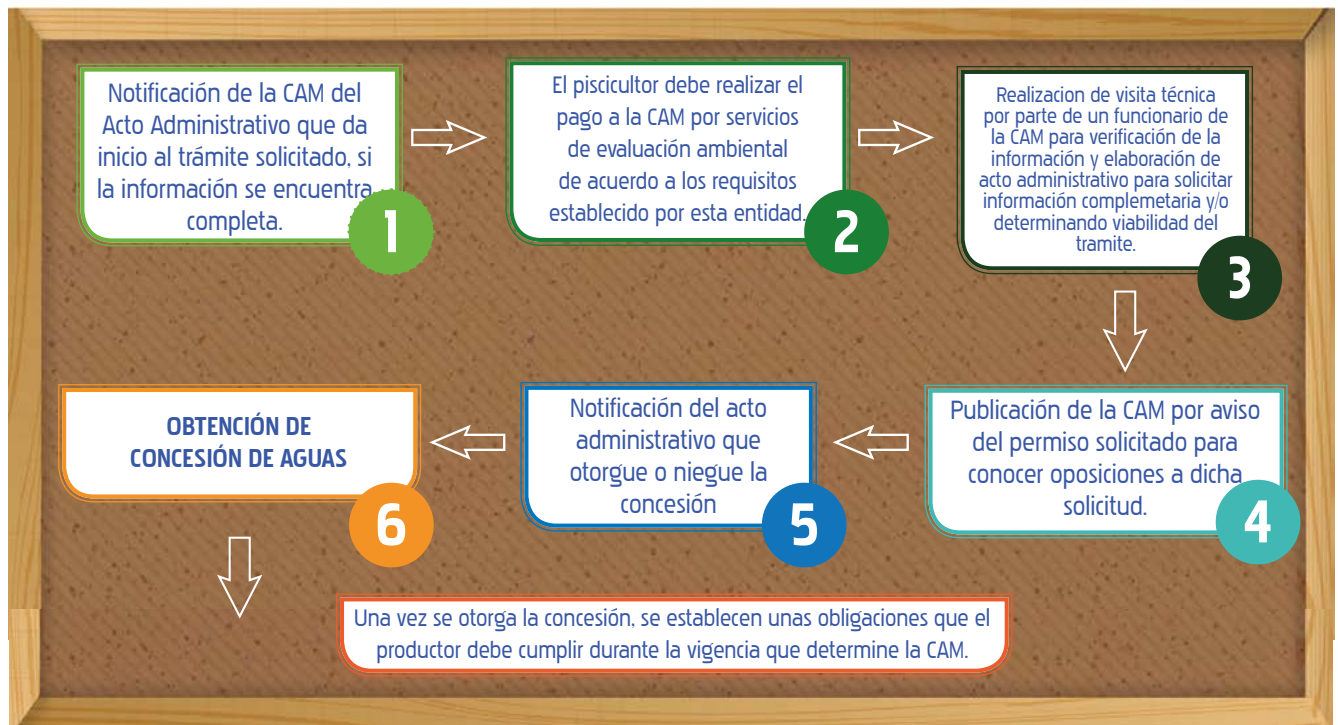 Notificación de la CAM del
Acto Administrativo que da
inicio al trámite solicitado, si
la información se encuentra
completa.
1
El piscicultor debe realizar el
pago a la CAM por servicios
de evaluación ambiental
de acuerdo a los requisitos
establecido por esta entidad.
2
Realizacion de visita técnica
por parte de un funcionario de
la CAM para verificación de la
información y elaboración de
acto administrativo para solicitar
información complemetaria y/o
determinando viabilidad del
tramite.
3
Publicación de la CAM por aviso
del permiso solicitado para
conocer oposiciones a dicha
solicitud.
4
Notificación del acto
administrativo que
otorgue o niegue la
concesión
5
OBTENCIÓN DE
CONCESIÓN DE AGUAS
6
Una vez se otorga la concesión, se establecen unas obligaciones que el
productor debe cumplir durante la vigencia que determine la CAM.